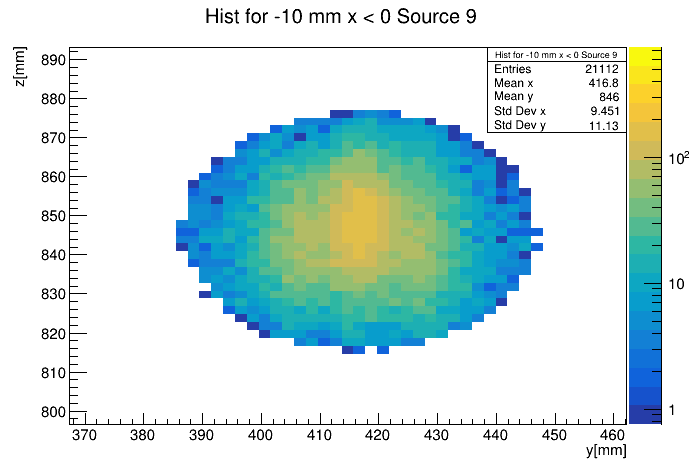 Hist for -10 mm x < 0 Source 9
z[mm]
890
880
870
860
850
840
830
820
810
800
370 380 390 400 410 420 430 440 450 460
y[mm]
Hist for -10 mm x < 0 Source 9
Entries 21112
Mean x 416.8
Mean y 846
Std Dev x 9.451
Std Dev y 11.13
10²
10
1